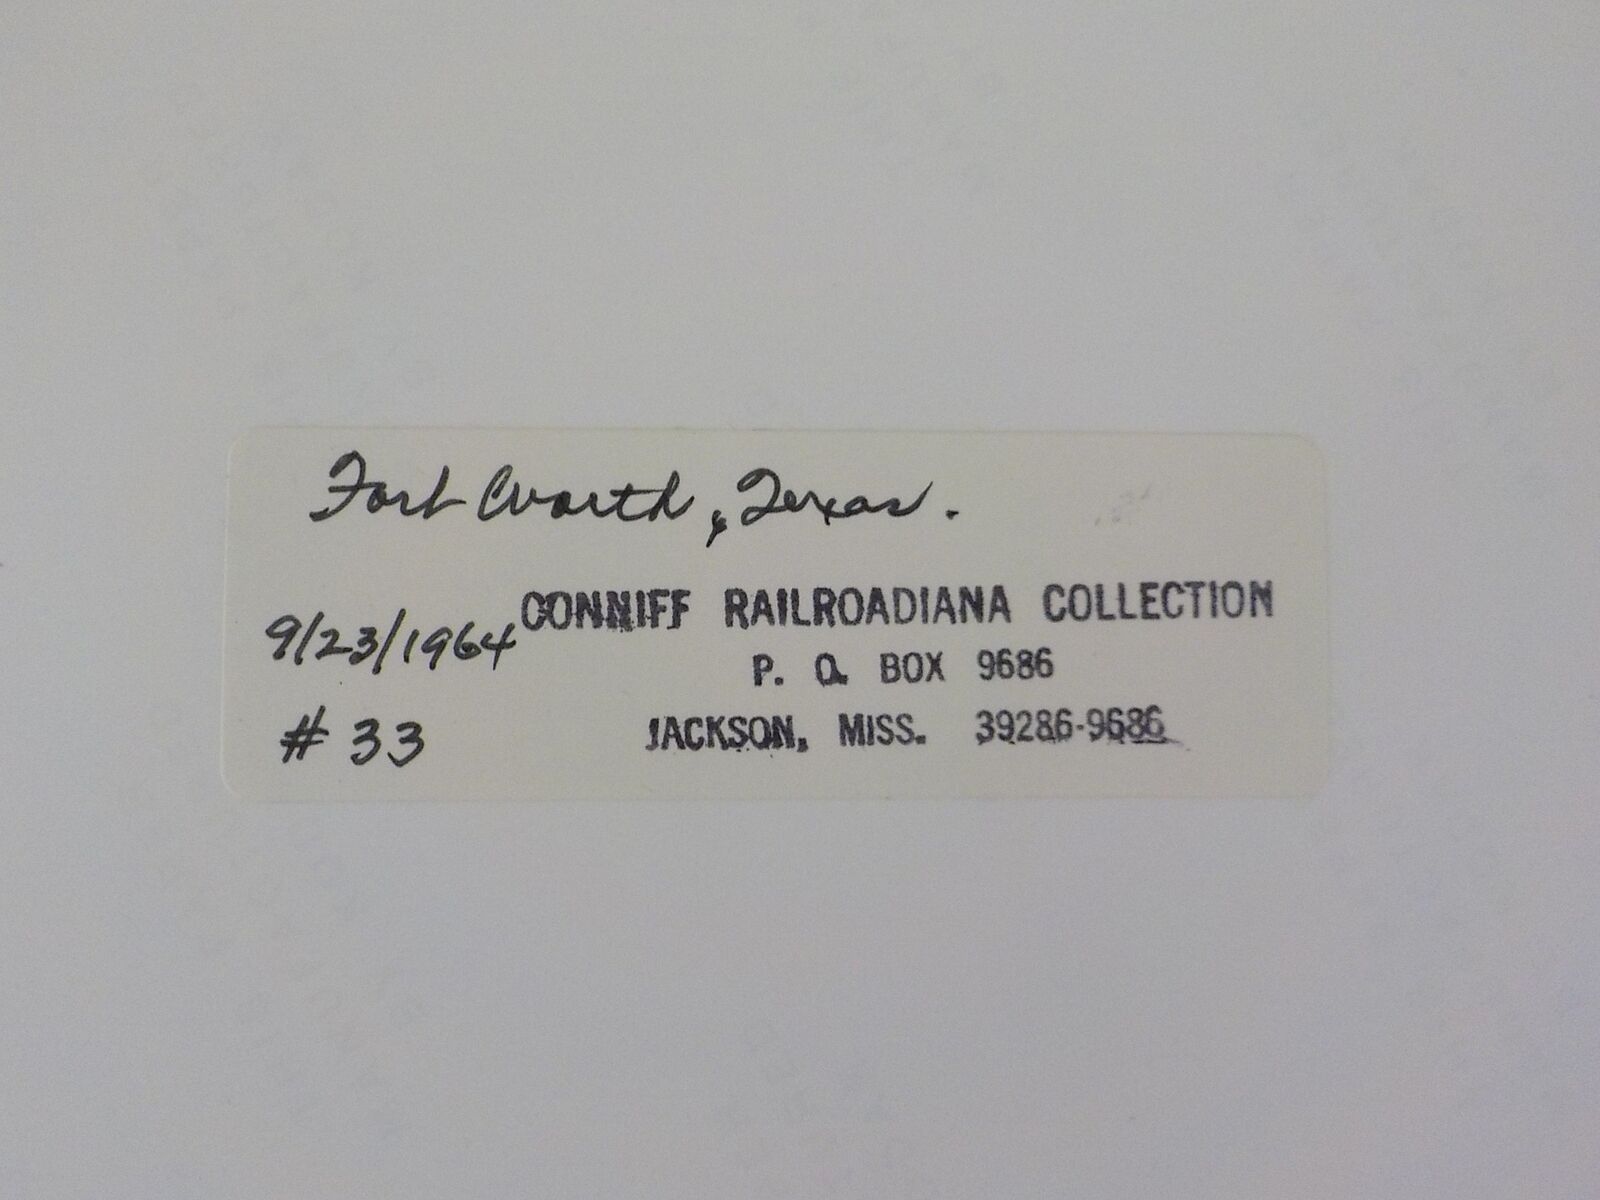 Fort Worth, Texas.
9/23/1964 CONNIFF RAILROADIANA COLLECTION
P. O. BOX 9686
# 33 JACKSON, MISS. 39286-9686